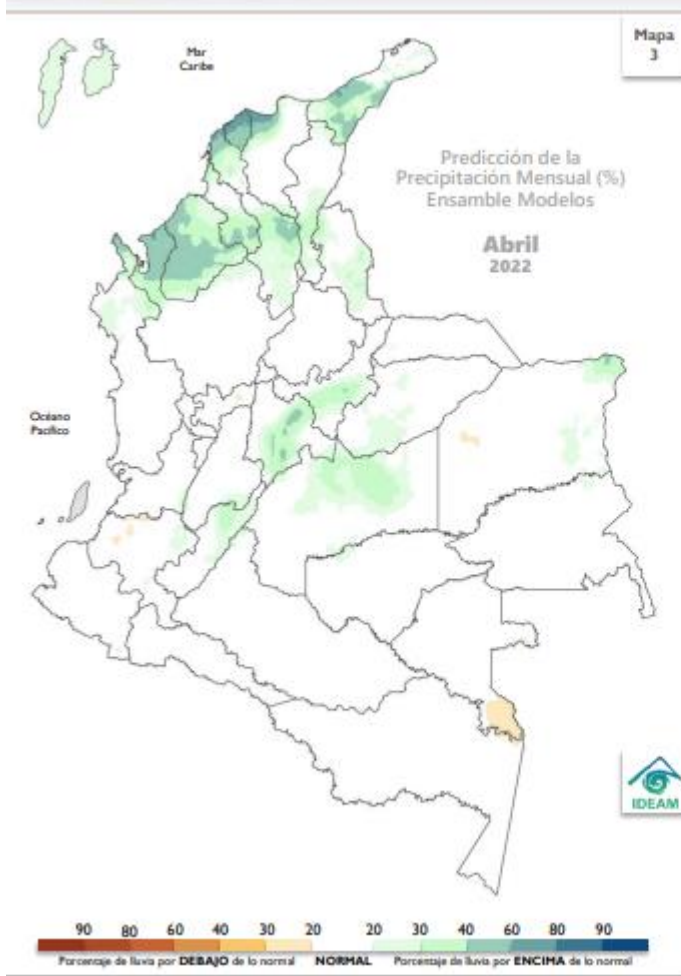 Mapa
3
Mar
Caribe
Predicción de la
Precipitación Mensual (%)
Ensamble Modelos
Abril
2022
Océano
Pacífico
IDEAM
90 80 60 40 30 20 20 30 40 60 80 90
Porcentaje de lluvia por DEBAJO de lo normal NORMAL Porcentaje de lluvia por ENCIMA de lo normal